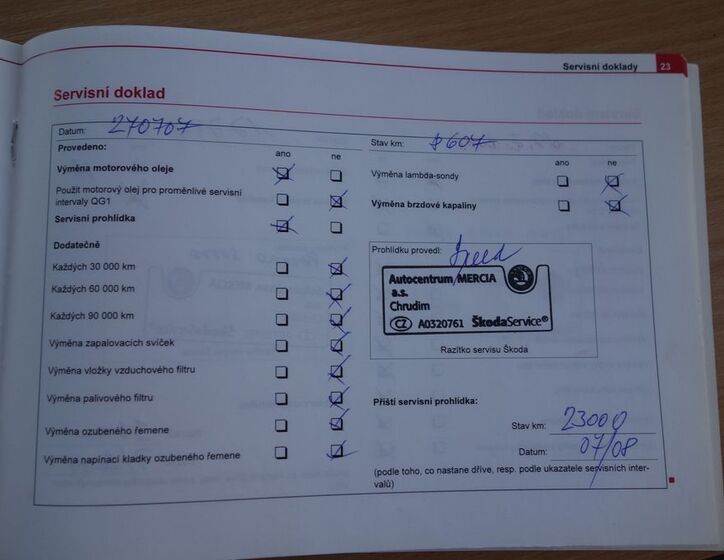 Servisní doklady 23
Servisní doklad
Datum: 270707
Provedeno:
ano ne
Výměna motorového oleje
Použit motorový olej pro proměnlivé servisní
intervaly QG1
Servisní prohlídka
Dodatečně
Každých 30 000 km
Každých 60 000 km
Každých 90 000 km
Výměna zapalovacích svíček
Výměna vložky vzduchového filtru
Výměna palivového filtru
Výměna ozubeného řemene
Výměna napínací kladky ozubeného řemene
Stav km: 8607
ano ne
Výměna lambda-sondy
Výměna brzdové kapaliny
Prohlídku provedl:
Autocentrum MERCIA
a.s.
Chrudim
CZ A0320761 ŠkodaService®
Razítko servisu Škoda
Příští servisní prohlídka:
Stav km: 23000
Datum: 07/08
(podle toho, co nastane dříve, resp. podle ukazatele servisních inter-
valů)